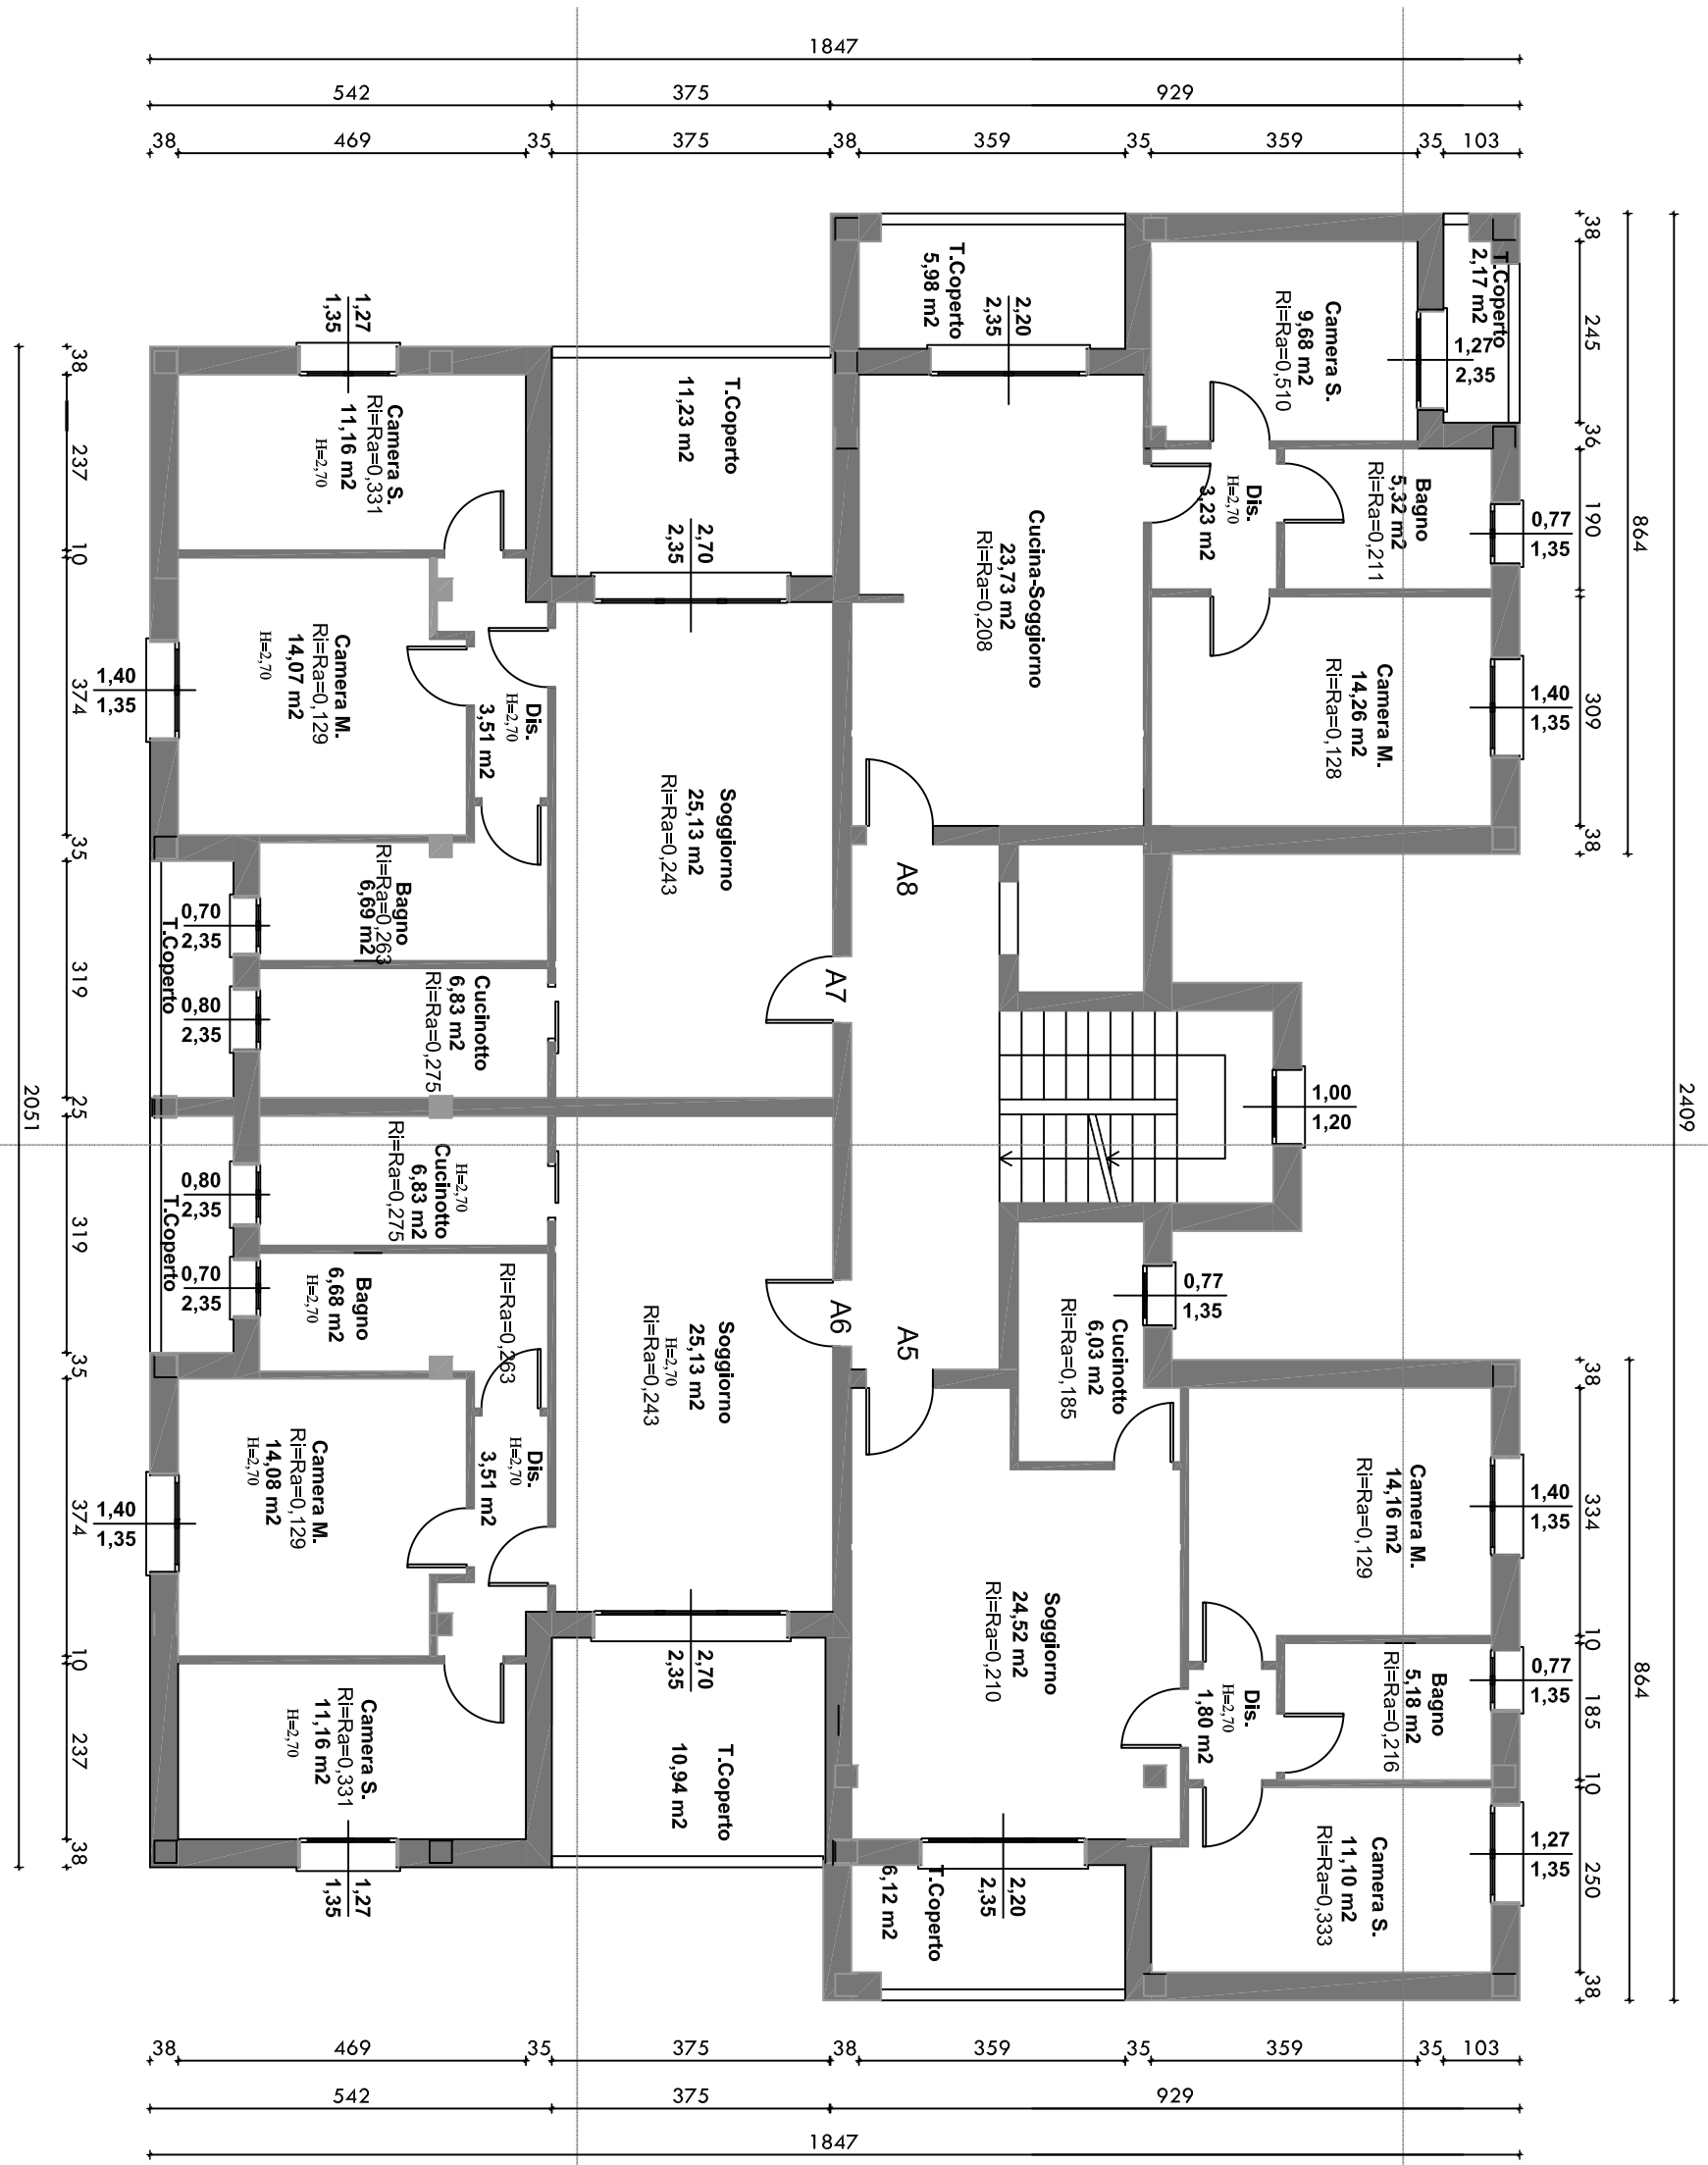 1847
542
375
929
38
469
35
375
38
359
35
359
35
103
38
245
36
190
309
38
864
2409
38
334
10
185
10
250
38
864
38
237
10
374
35
319
25
319
35
374
10
237
38
2051
T.Coperto
5,98 m2
2,20
2,35
Camera S.
9,68 m2
Ri=Ra=0,510
T.Coperto
2,17 m2
1,27
2,35
1,27
1,35
Camera S.
Ri=Ra=0,331
11,16 m2
H=2,70
T.Coperto
11,23 m2
2,70
2,35
Cucina-Soggiorno
23,73 m2
Ri=Ra=0,208
Dis.
H=2,70
3,23 m2
Bagno
5,32 m2
Ri=Ra=0,211
0,77
1,35
Camera M.
14,26 m2
Ri=Ra=0,128
1,40
1,35
Camera M.
Ri=Ra=0,129
14,07 m2
H=2,70
1,40
1,35
Dis.
H=2,70
3,51 m2
Soggiorno
25,13 m2
Ri=Ra=0,243
A8
A7
Bagno
Ri=Ra=0,263
6,69 m2
0,70
2,35
T.Coperto
0,80
2,35
Cucinotto
6,83 m2
Ri=Ra=0,275
1,00
1,20
H=2,70
Cucinotto
6,83 m2
Ri=Ra=0,275
0,80
2,35
T.Coperto
0,70
2,35
Bagno
6,68 m2
H=2,70
Ri=Ra=0,263
Soggiorno
25,13 m2
H=2,70
Ri=Ra=0,243
A6
A5
Cucinotto
6,03 m2
Ri=Ra=0,185
0,77
1,35
Camera M.
Ri=Ra=0,129
14,08 m2
H=2,70
1,40
1,35
Dis.
H=2,70
3,51 m2
Camera M.
14,16 m2
Ri=Ra=0,129
1,40
1,35
Soggiorno
24,52 m2
Ri=Ra=0,210
Dis.
H=2,70
1,80 m2
Bagno
5,18 m2
Ri=Ra=0,216
0,77
1,35
Camera S.
Ri=Ra=0,331
11,16 m2
H=2,70
1,27
1,35
2,70
2,35
T.Coperto
10,94 m2
T.Coperto
6,12 m2
2,20
2,35
Camera S.
11,10 m2
Ri=Ra=0,333
1,27
1,35
38
469
35
375
38
359
35
359
35
103
542
375
929
1847